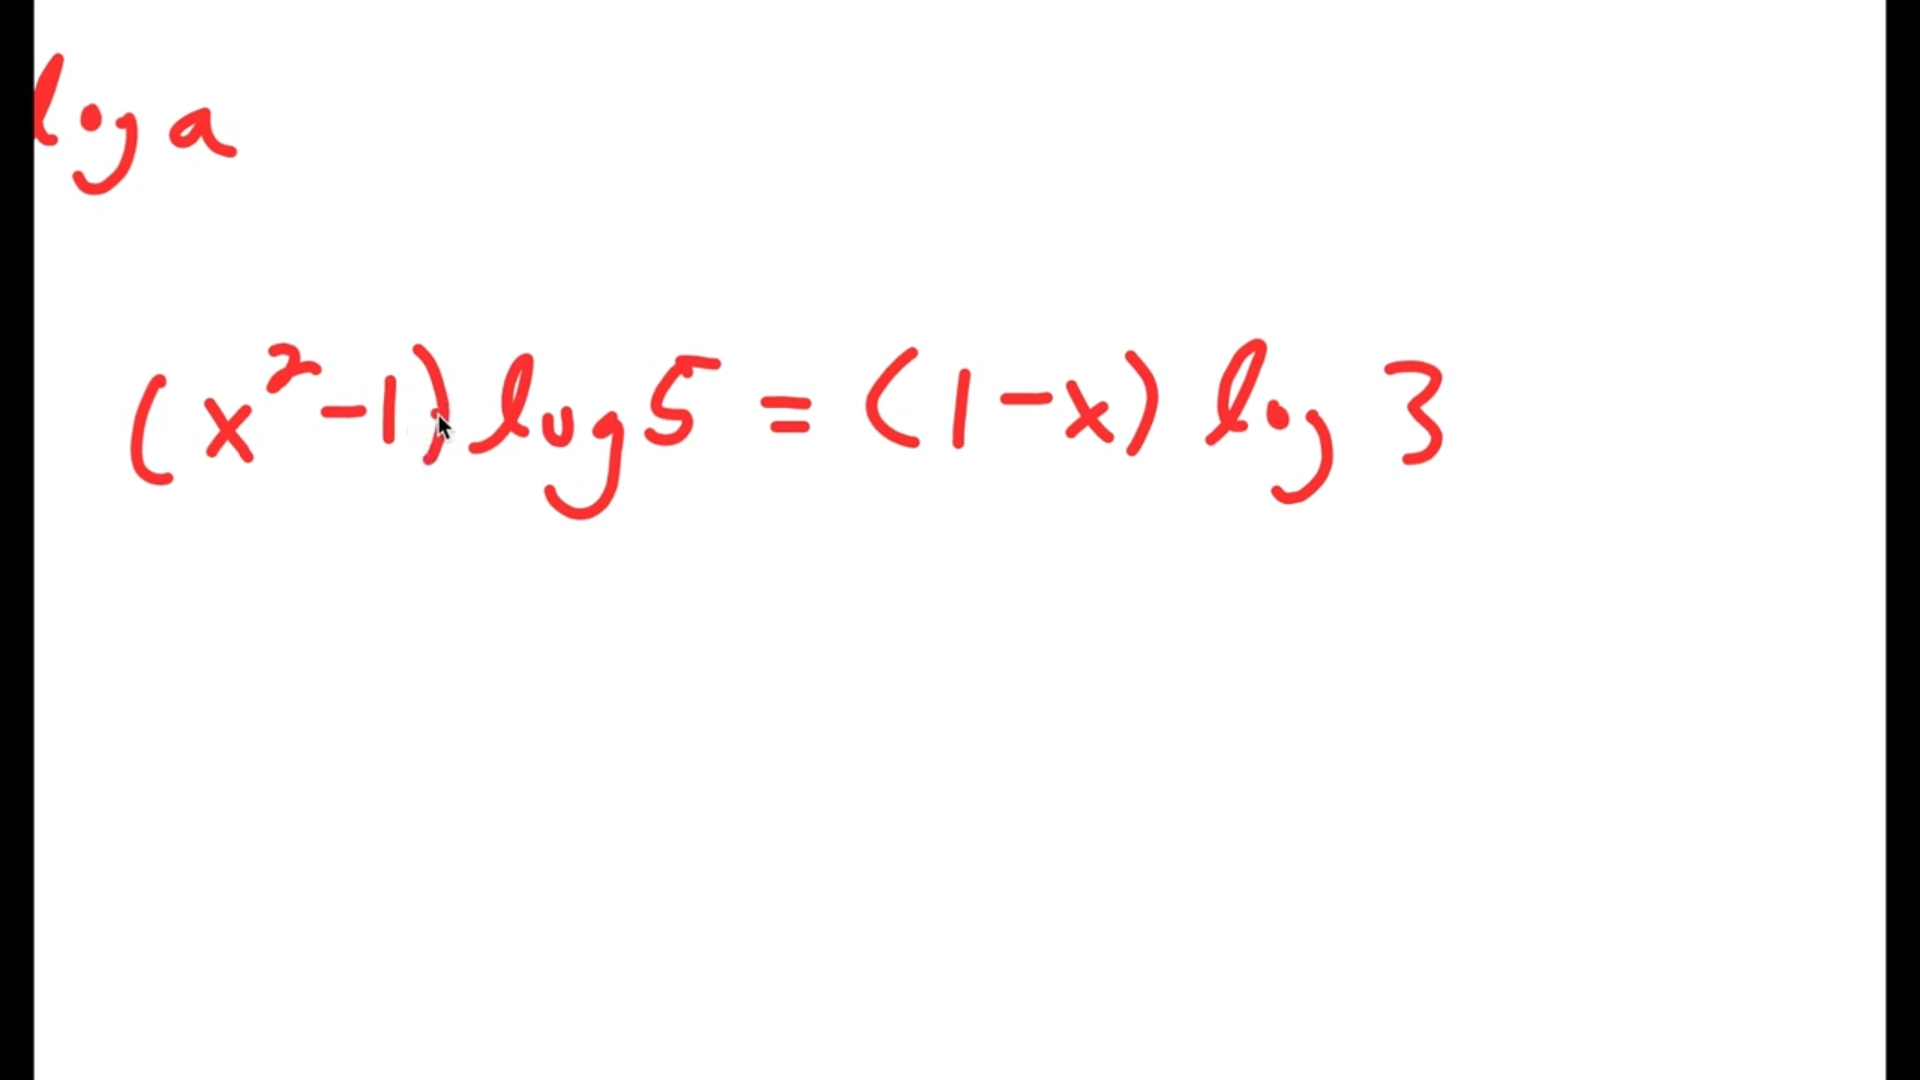 log a
(x²-1) log 5 = (1-x) log 3